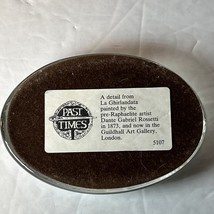 PAST
TIMES
A detail from
La Ghirlandata
painted by the
pre-Raphaelite artist
Dante Gabriel Rossetti
in 1873, and now in the
Guildhall Art Gallery,
London.
5107